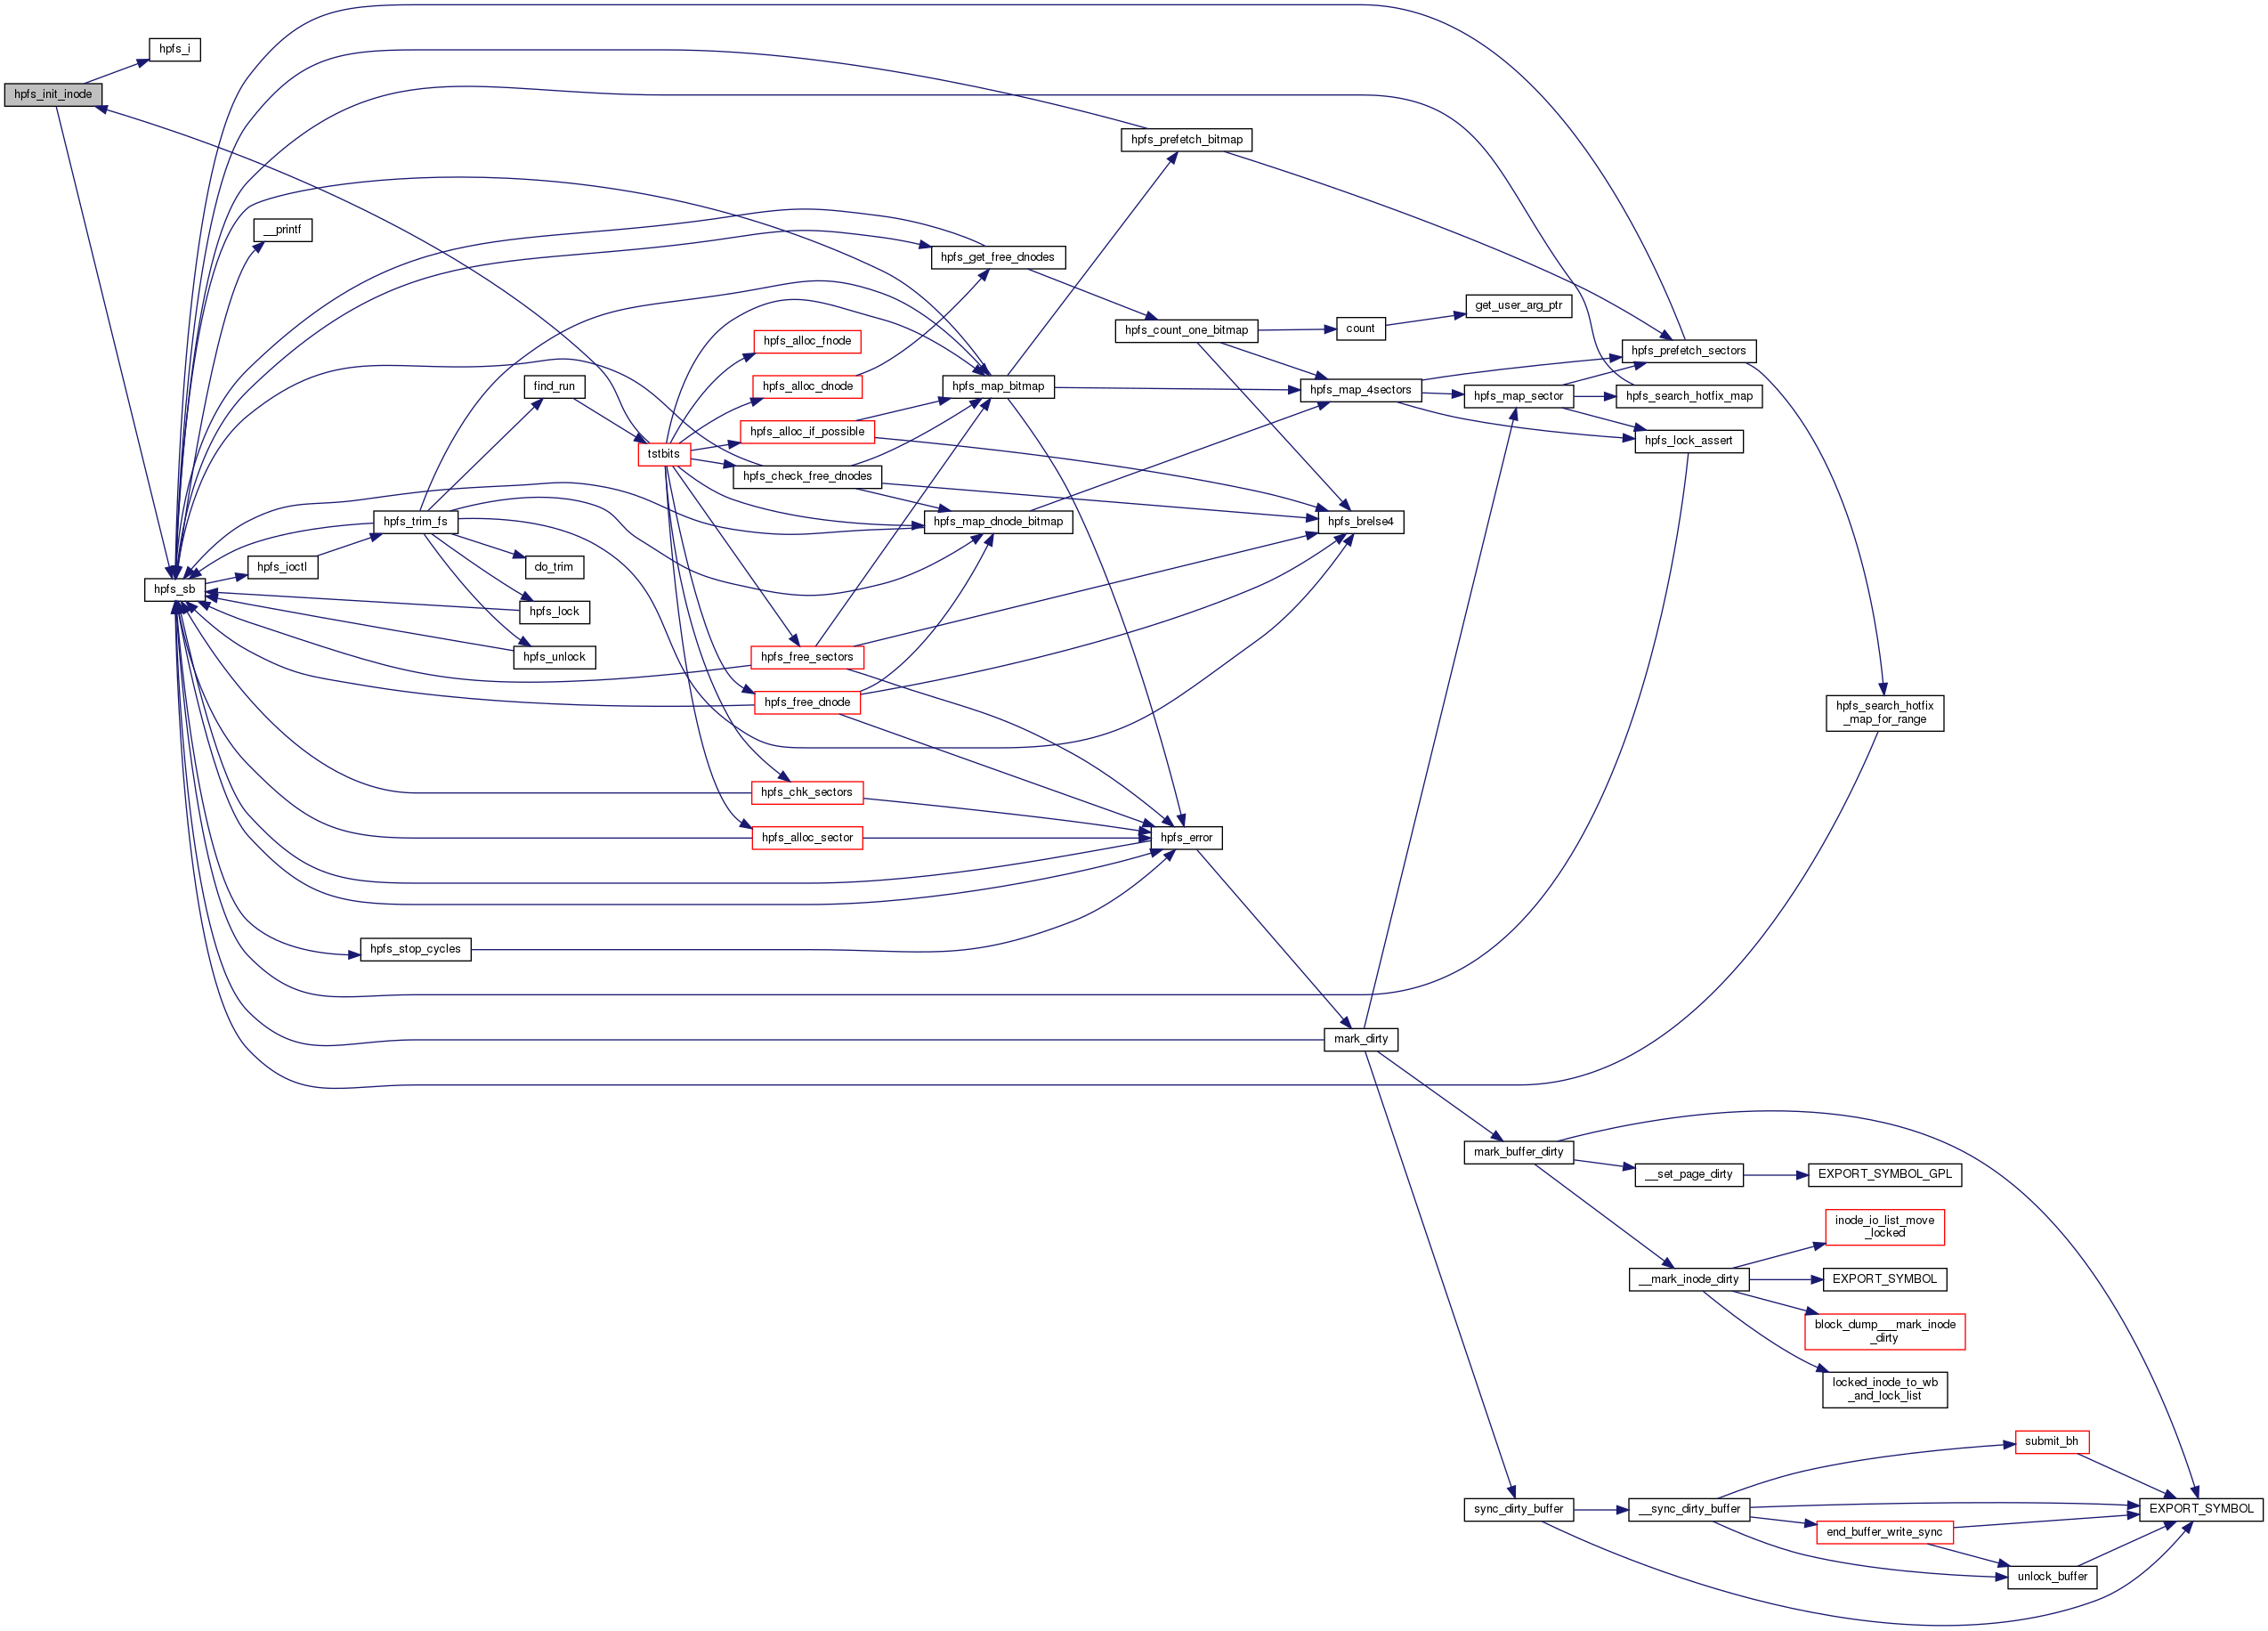 hpfs_i
hpfs_init_inode
hpfs_prefetch_bitmap
__printf
hpfs_get_free_dnodes
get_user_arg_ptr
hpfs_count_one_bitmap
count
hpfs_alloc_fnode
hpfs_prefetch_sectors
find_run
hpfs_alloc_dnode
hpfs_map_bitmap
hpfs_map_4sectors
hpfs_map_sector
hpfs_search_hotfix_map
hpfs_alloc_if_possible
hpfs_lock_assert
tstbits
hpfs_check_free_dnodes
hpfs_trim_fs
hpfs_map_dnode_bitmap
hpfs_brelse4
hpfs_ioctl
do_trim
hpfs_sb
hpfs_lock
hpfs_unlock
hpfs_free_sectors
hpfs_free_dnode
hpfs_search_hotfix
_map_for_range
hpfs_chk_sectors
hpfs_alloc_sector
hpfs_error
hpfs_stop_cycles
mark_dirty
mark_buffer_dirty
__set_page_dirty
EXPORT_SYMBOL_GPL
inode_io_list_move
_locked
__mark_inode_dirty
EXPORT_SYMBOL
block_dump___mark_inode
_dirty
locked_inode_to_wb
_and_lock_list
submit_bh
sync_dirty_buffer
__sync_dirty_buffer
EXPORT_SYMBOL
end_buffer_write_sync
unlock_buffer